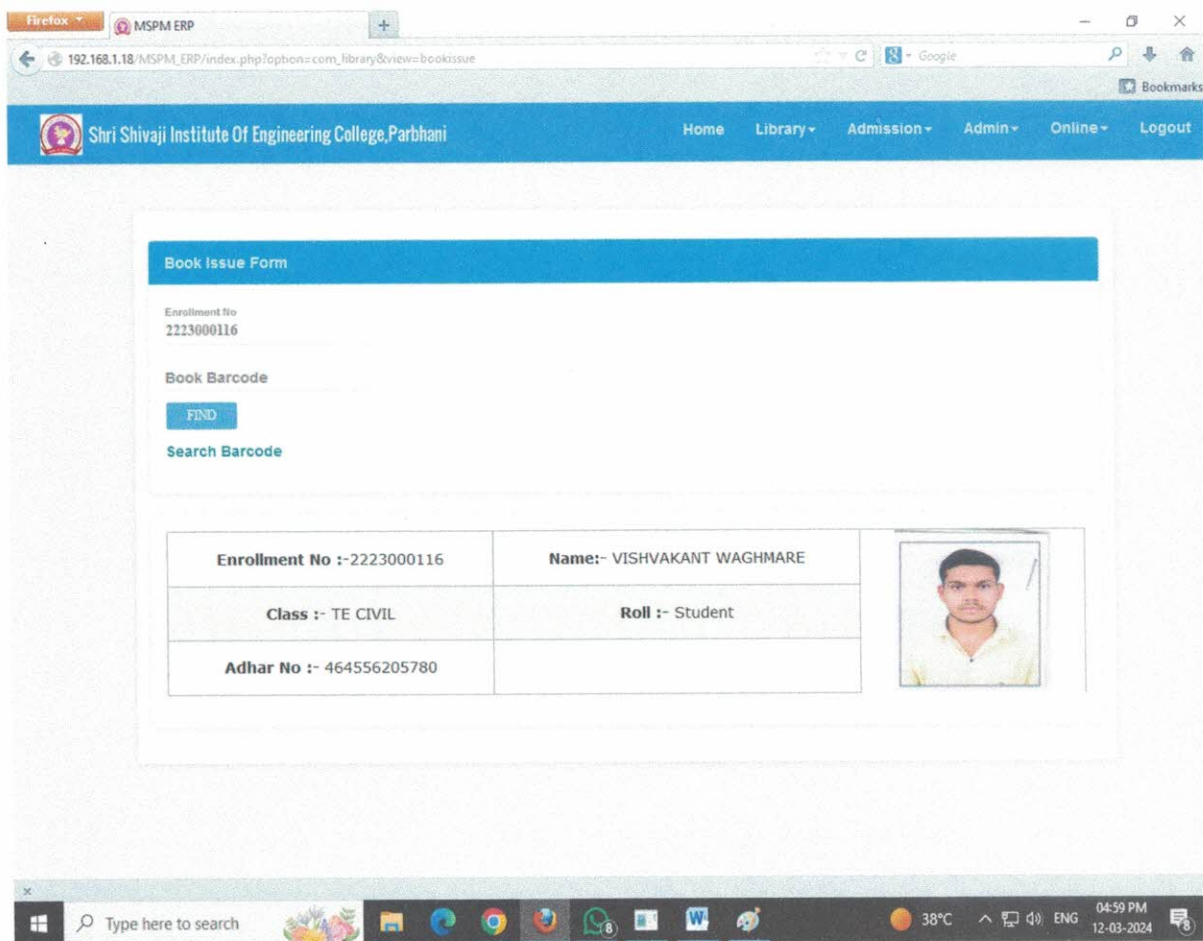 Firefox
MSPM ERP
192.168.1.18/MSPM_ERP/index.php?option=com_library&view=bookissue
Google
Bookmarks
Shri Shivaji Institute Of Engineering College,Parbhani
Home Library Admission Admin Online Logout
Book Issue Form
Enrollment No
2223000116
Book Barcode
FIND
Search Barcode
Enrollment No :-2223000116 Name:- VISHVAKANT WAGHMARE
Class :- TE CIVIL Roll :- Student
Adhar No :- 464556205780
Type here to search
38°C ENG 04:59 PM
12-03-2024